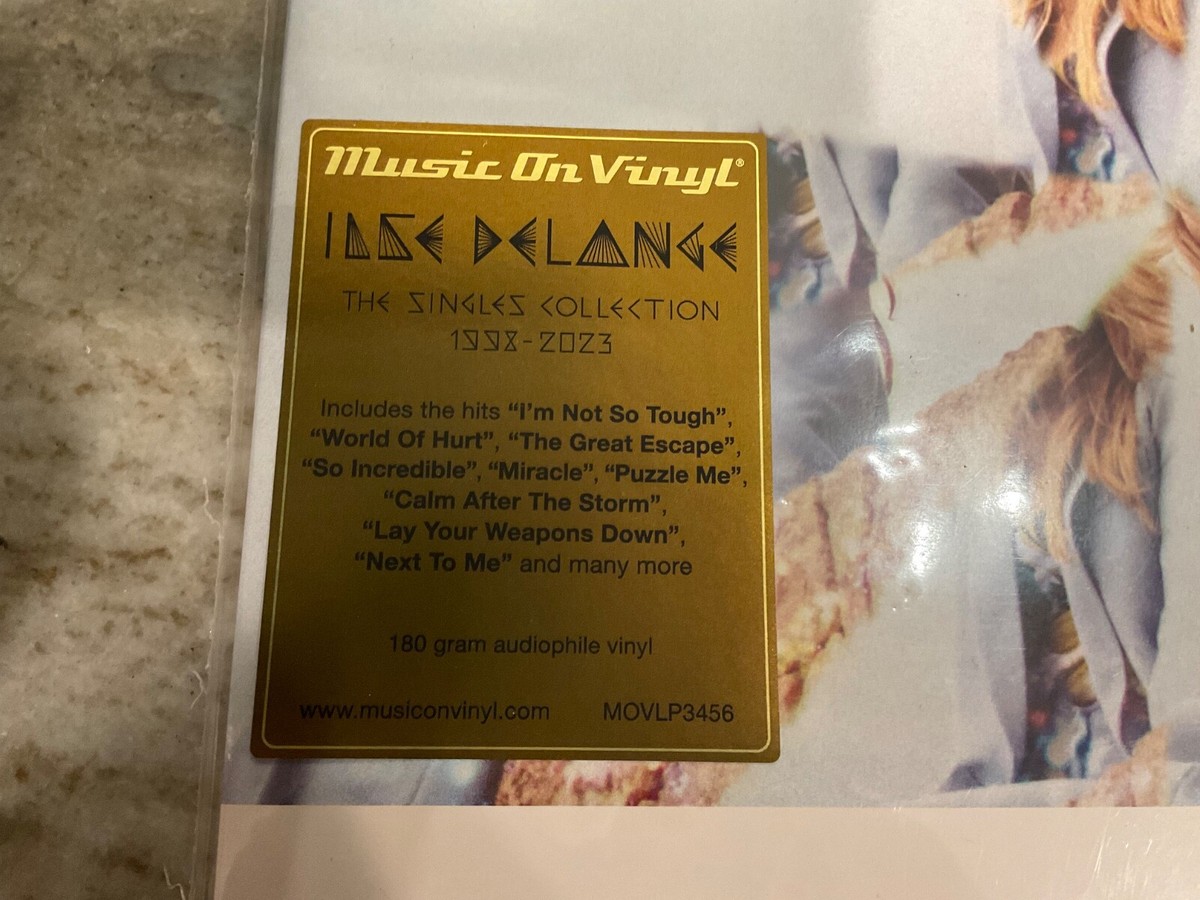 Music On Vinyl®
ILSE DELANGE
THE SINGLES COLLECTION
1998-2023
Includes the hits “I’m Not So Tough”,
“World Of Hurt”, “The Great Escape”,
“So Incredible”, “Miracle”, “Puzzle Me”,
“Calm After The Storm”,
“Lay Your Weapons Down”,
“Next To Me” and many more
180 gram audiophile vinyl
www.musiconvinyl.com MOVLP3456